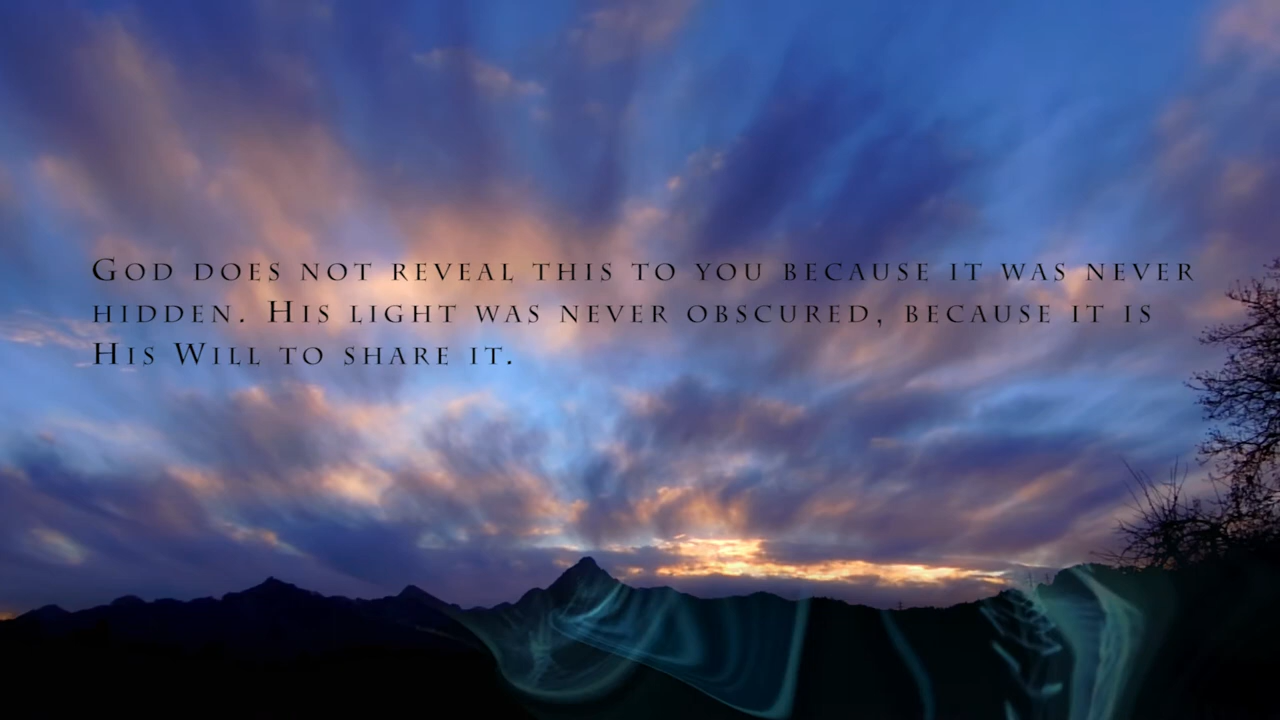 God does not reveal this to you because it was never
hidden. His light was never obscured, because it is
His Will to share it.